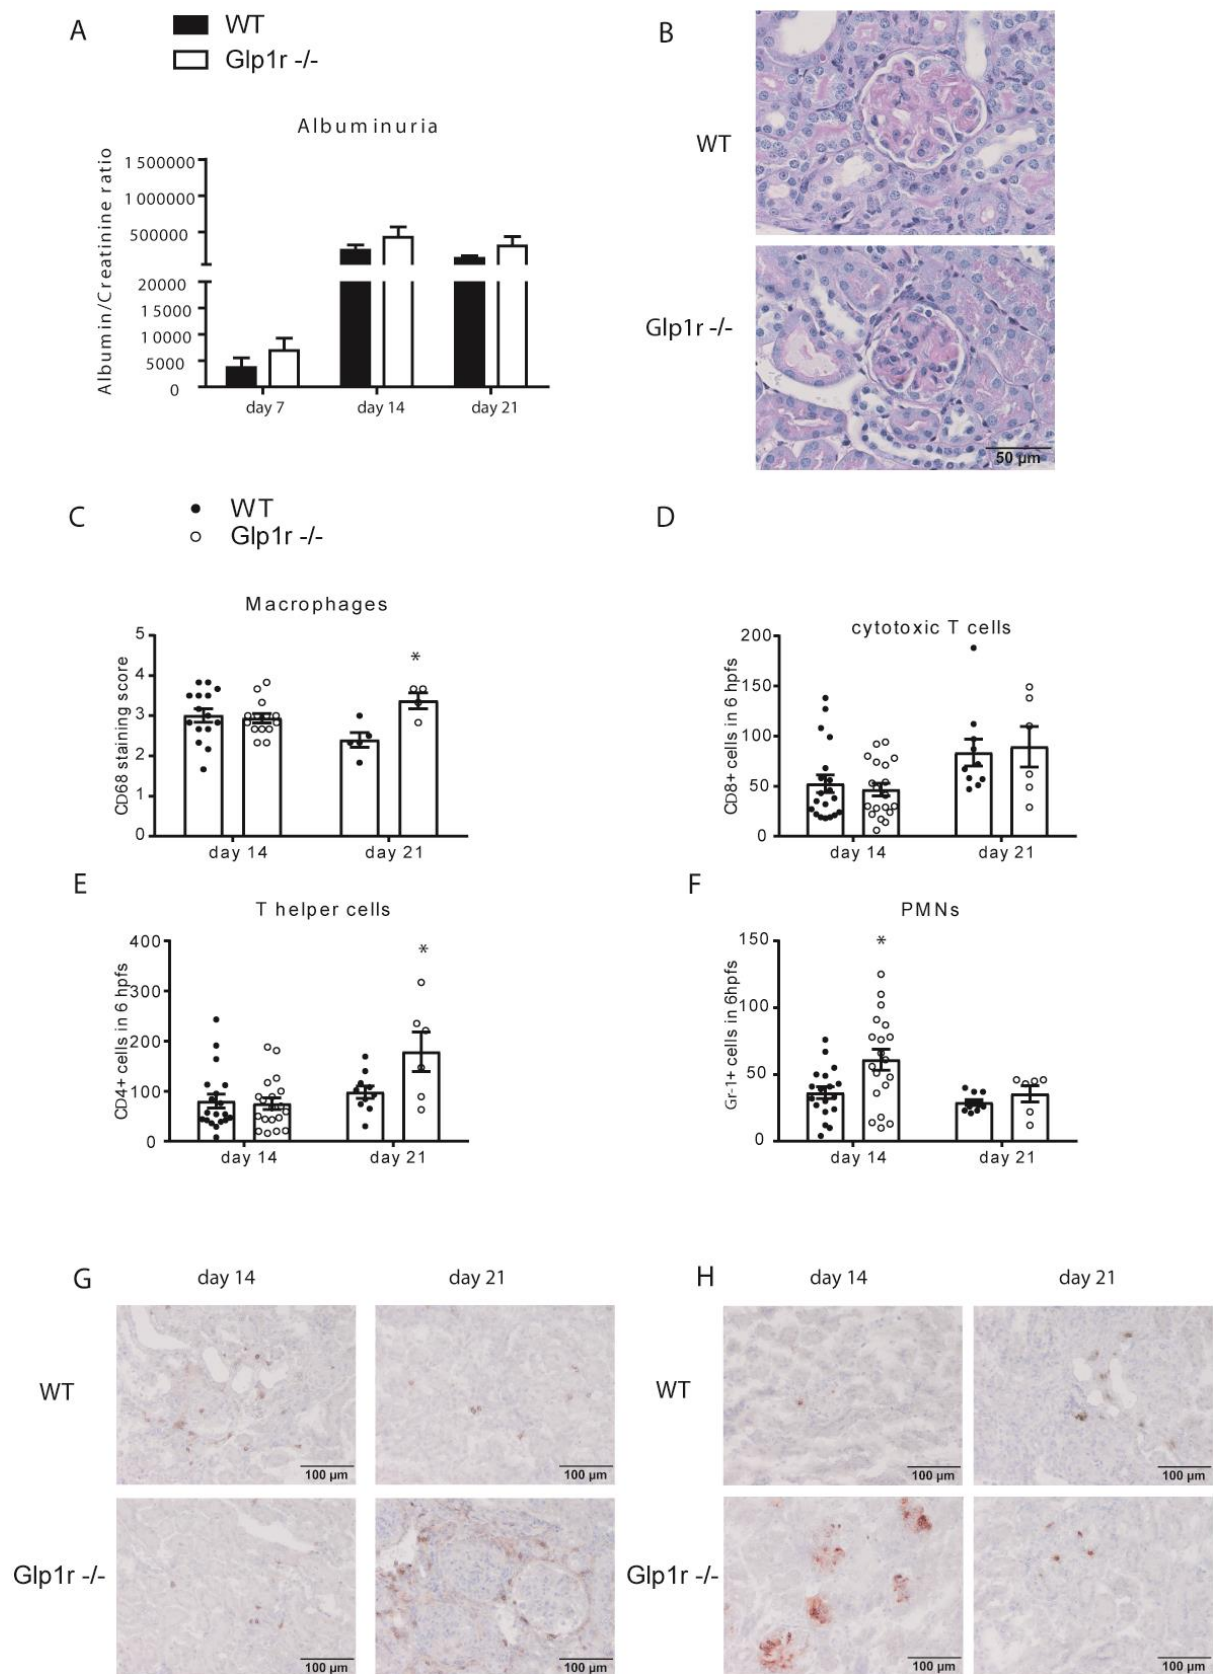 A
WT
Glp1r -/-
Albuminuria
Albumin/Creatinine ratio
1500000
1000000
500000
20000
15000
10000
5000
0
day 7
day 14
day 21
B
WT
Glp1r -/-
50 µm
C
WT
Glp1r -/-
Macrophages
CD68 staining score
5
4
3
2
1
0
*
day 14
day 21
D
cytotoxic T cells
CD8+ cells in 6 hpfs
200
150
100
50
0
day 14
day 21
E
T helper cells
CD4+ cells in 6 hpfs
400
300
200
100
0
*
day 14
day 21
F
PMNs
Gr-1+ cells in 6hpfs
150
100
50
0
*
day 14
day 21
G
day 14
day 21
WT
100 µm
100 µm
Glp1r -/-
100 µm
100 µm
H
day 14
day 21
WT
100 µm
100 µm
Glp1r -/-
100 µm
100 µm